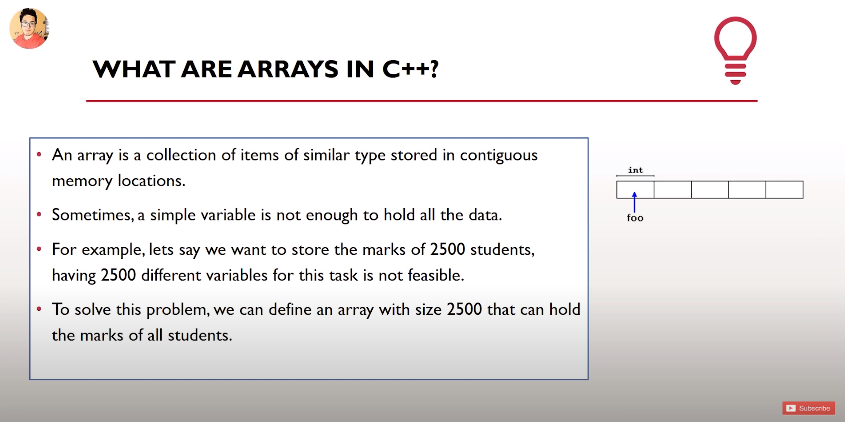 WHAT ARE ARRAYS IN C++?
• An array is a collection of items of similar type stored in contiguous
memory locations.
• Sometimes, a simple variable is not enough to hold all the data.
• For example, lets say we want to store the marks of 2500 students,
having 2500 different variables for this task is not feasible.
• To solve this problem, we can define an array with size 2500 that can hold
the marks of all students.
int
foo
Subscribe